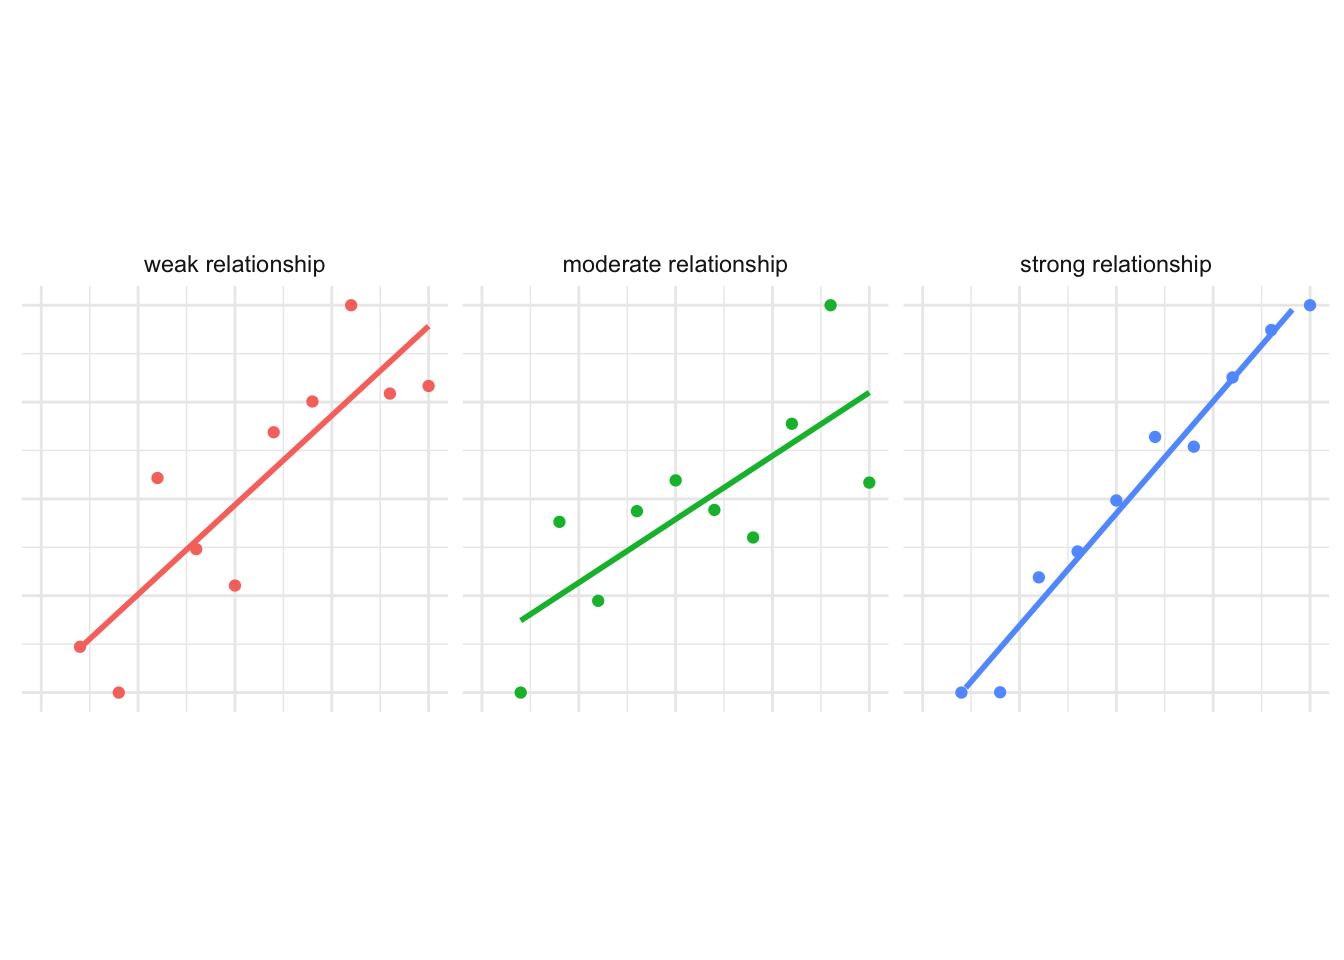 weak relationship
moderate relationship
strong relationship